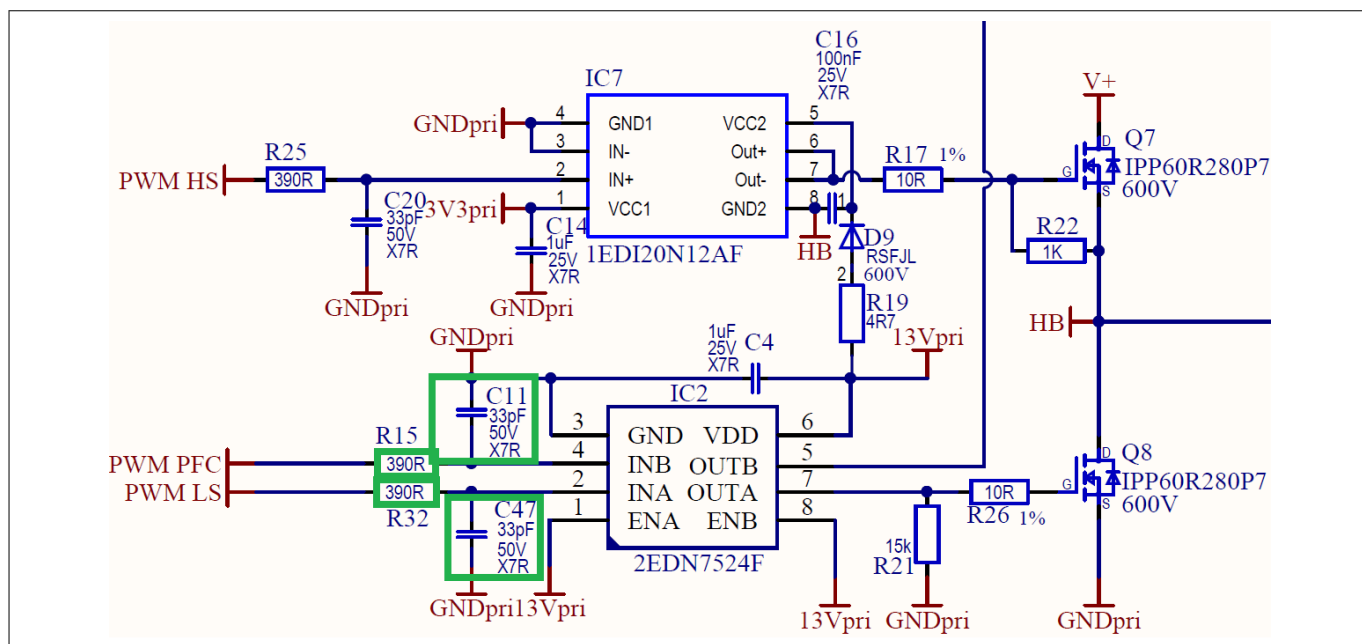 C16
100nF
25V
X7R
IC7
V+
GNDpri
4
GND1
VCC2
5
3
IN-
Out+
6
Q7
D
G
S
IPP60R280P7
600V
R25
390R
PWM HS
2
IN+
Out-
7
R17
1%
10R
3V3pri
1
VCC1
GND2
8
1
C20
33pF
50V
X7R
C14
1uF
25V
X7R
1EDI20N12AF
HB
D9
RSFJL
600V
R22
1K
GNDpri
GNDpri
2
R19
4R7
GNDpri
1uF
25V
X7R
C4
13Vpri
HB
C11
33pF
50V
X7R
IC2
3
GND
VDD
6
R15
390R
PWM PFC
4
INB
OUTB
5
Q8
D
G
S
IPP60R280P7
600V
PWM LS
390R
R32
2
INA
OUTA
7
10R
R26
1%
C47
33pF
50V
X7R
1
ENA
ENB
8
15k
R21
2EDN7524F
GNDpri
13Vpri
13Vpri
GNDpri
GNDpri